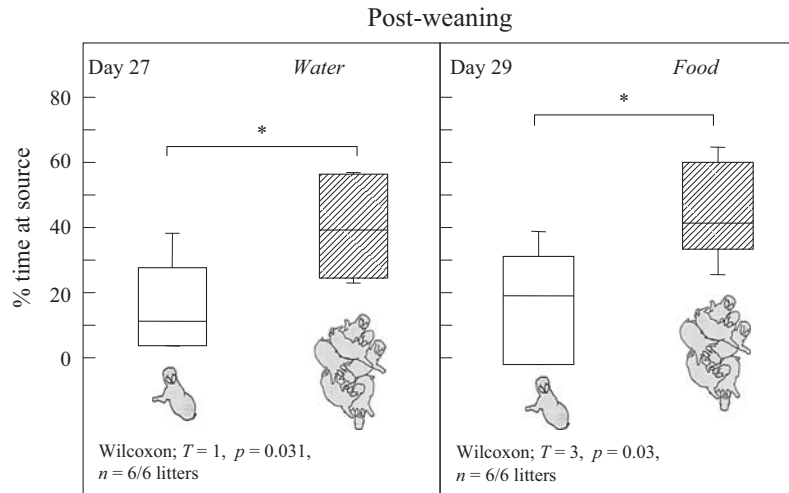 Post-weaning
Day 27 Water
Day 29 Food
% time at source
80
60
40
20
0
*
*
Wilcoxon; T = 1, p = 0.031,
n = 6/6 litters
Wilcoxon; T = 3, p = 0.03,
n = 6/6 litters